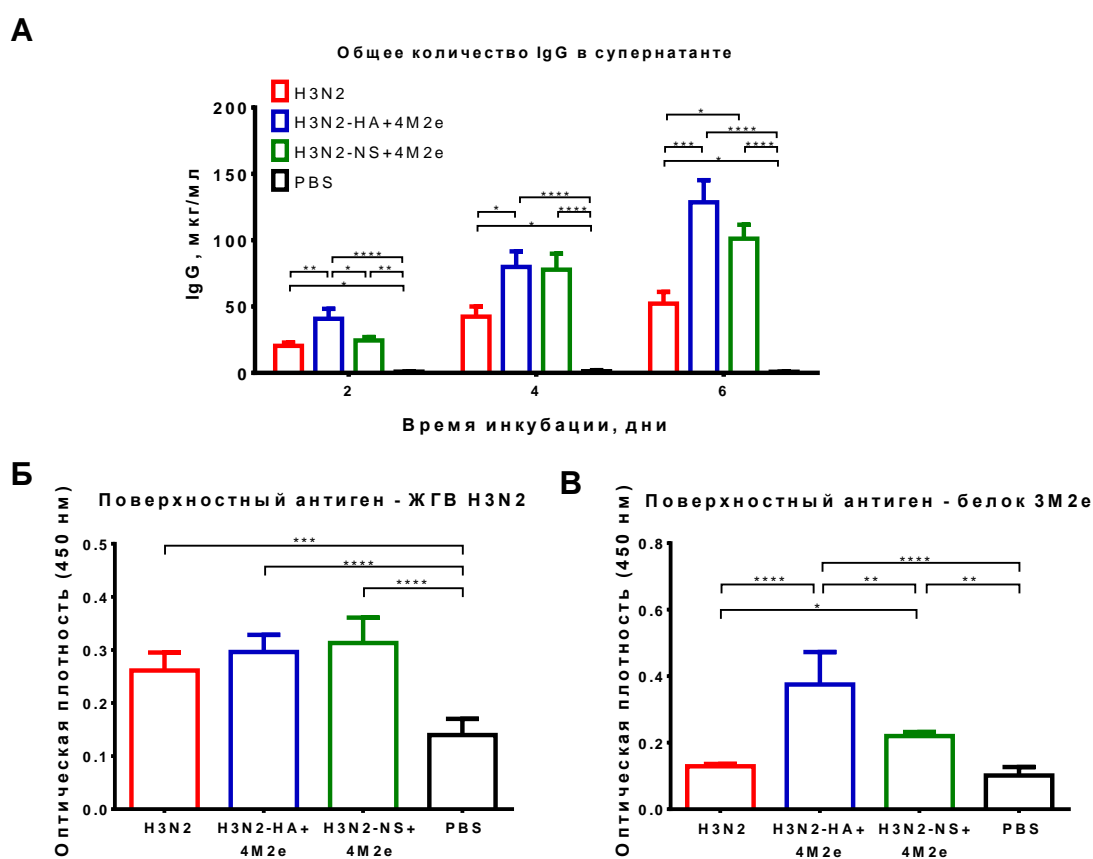 А
Общее количество IgG в супернатанте
H3N2
H3N2-HA+4M2e
H3N2-NS+4M2e
PBS
IgG, мкг/мл
200
150
100
50
0
** * ** **** *
* **** **** *
* **** *** **** *
2 4 6
Время инкубации, дни
Б
Поверхностный антиген - ЖГВ H3N2
Оптическая плотность (450 нм)
0.5
0.4
0.3
0.2
0.1
0.0
***
****
****
H3N2 H3N2-HA+ H3N2-NS+ PBS
4M2e 4M2e
В
Поверхностный антиген - белок 3M2e
Оптическая плотность (450 нм)
0.8
0.6
0.4
0.2
0.0
****
**** ** **
*
H3N2 H3N2-HA+ H3N2-NS+ PBS
4M2e 4M2e